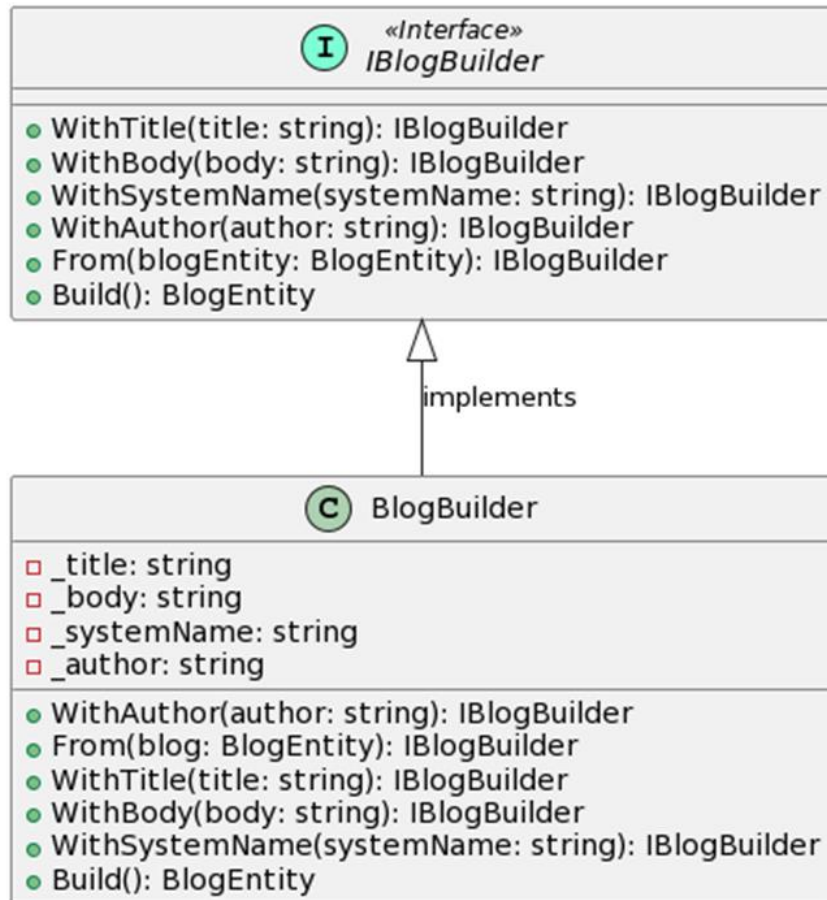 I
«Interface»
IBlogBuilder
WithTitle(title: string): IBlogBuilder
WithBody(body: string): IBlogBuilder
WithSystemName(systemName: string): IBlogBuilder
WithAuthor(author: string): IBlogBuilder
From(blogEntity: BlogEntity): IBlogBuilder
Build(): BlogEntity
implements
C BlogBuilder
_title: string
_body: string
_systemName: string
_author: string
WithAuthor(author: string): IBlogBuilder
From(blog: BlogEntity): IBlogBuilder
WithTitle(title: string): IBlogBuilder
WithBody(body: string): IBlogBuilder
WithSystemName(systemName: string): IBlogBuilder
Build(): BlogEntity